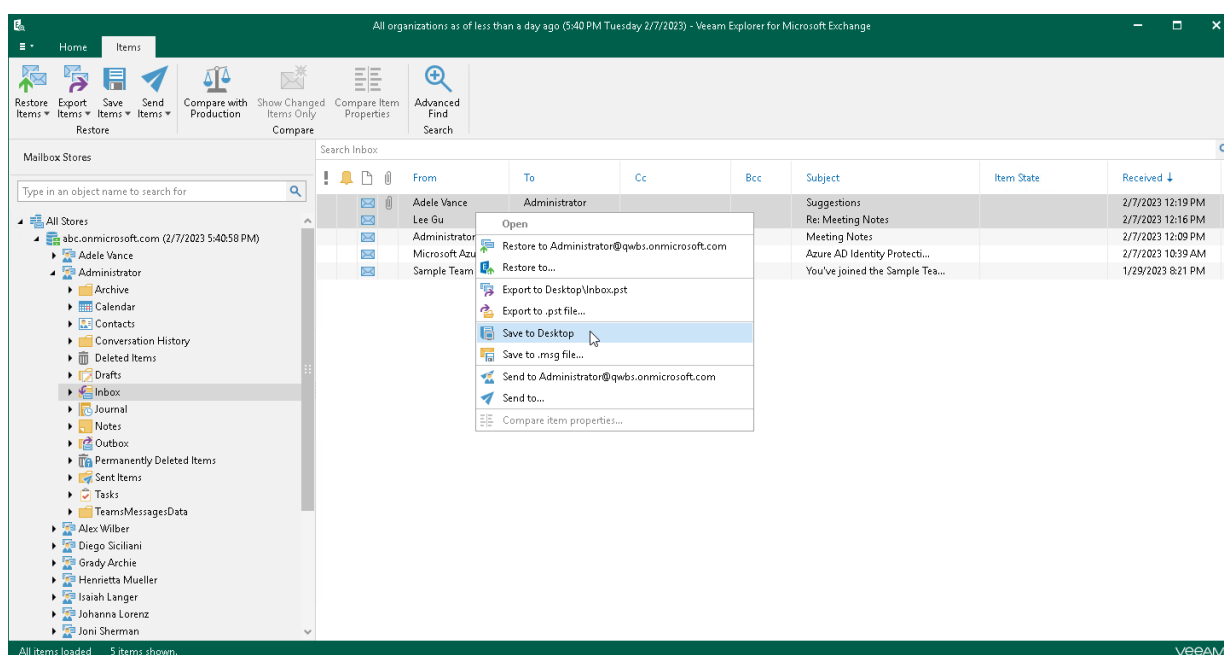 All organizations as of less than a day ago (5:40 PM Tuesday 2/7/2023) - Veeam Explorer for Microsoft Exchange
Home Items
Restore Items Export Items Save Items Send Items Compare with Production Show Changed Items Only Compare Item Properties Advanced Find
Restore Compare Search
Mailbox Stores
Type in an object name to search for
All Stores
abc.onmicrosoft.com (2/7/2023 5:40:58 PM)
Adele Vance
Administrator
Archive
Calendar
Contacts
Conversation History
Deleted Items
Drafts
Inbox
Journal
Notes
Outbox
Permanently Deleted Items
Sent Items
Tasks
TeamsMessagesData
Alex Wilber
Diego Siciliani
Grady Archie
Henrietta Mueller
Isaiah Langer
Johanna Lorenz
Joni Sherman
Search Inbox
From To Cc Bcc Subject Item State Received
Adele Vance Administrator Suggestions 2/7/2023 12:19 PM
Lee Gu Re: Meeting Notes 2/7/2023 12:16 PM
Administrator Meeting Notes 2/7/2023 12:09 PM
Microsoft Azu Azure AD Identity Protecti... 2/7/2023 10:39 AM
Sample Team You've joined the Sample Tea... 1/29/2023 8:21 PM
Open
Restore to Administrator@qwbs.onmicrosoft.com
Restore to...
Export to Desktop\Inbox.pst
Export to .pst file...
Save to Desktop
Save to .msg file...
Send to Administrator@qwbs.onmicrosoft.com
Send to...
Compare item properties...
All items loaded 5 items shown.
veeam